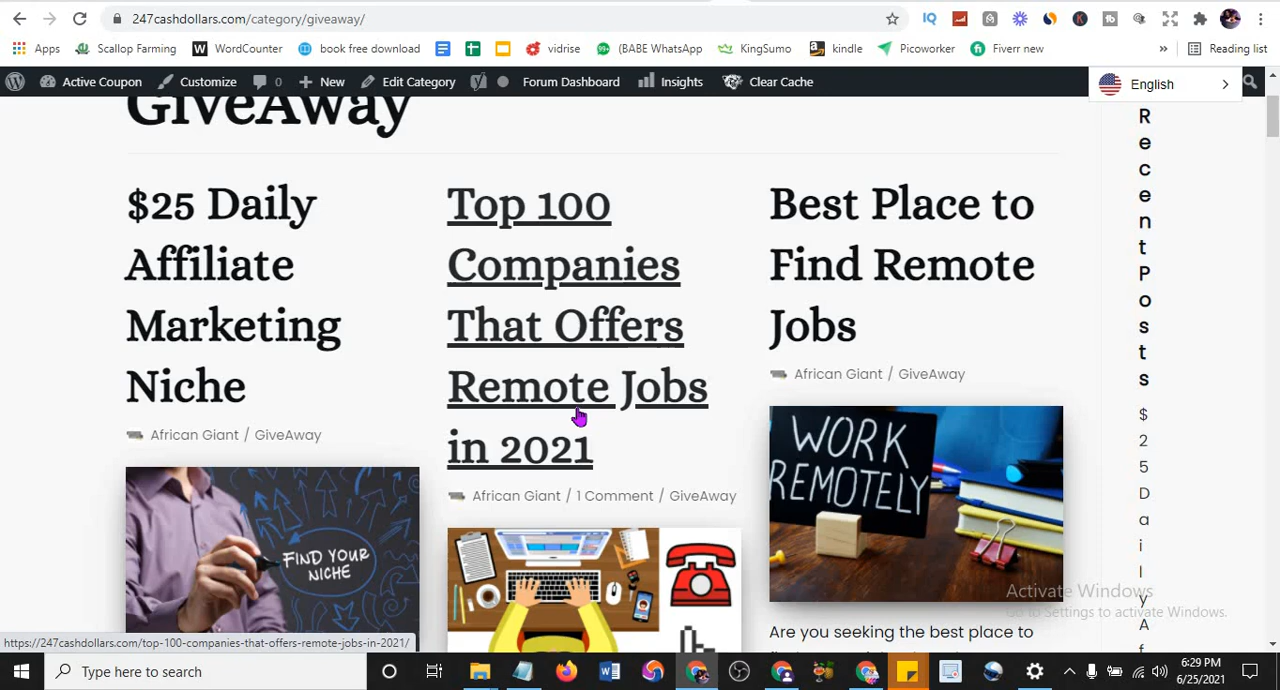 247cashdollars.com/category/giveaway/
Apps
Scallop Farming
WordCounter
book free download
vidrise
(BABE WhatsApp
KingSumo
kindle
Picoworker
Fiverr new
»
Reading list
Active Coupon
Customize
0
New
Edit Category
Forum Dashboard
Insights
Clear Cache
English
GiveAway
$25 Daily
Affiliate
Marketing
Niche
African Giant / GiveAway
FIND YOUR
NICHE
Top 100
Companies
That Offers
Remote Jobs
in 2021
African Giant / 1 Comment / GiveAway
Best Place to
Find Remote
Jobs
African Giant / GiveAway
WORK
REMOTELY
Are you seeking the best place to
R
e
c
e
n
t
P
o
s
t
s
$
2
5
D
a
i
l
y
A
f
Activate Windows
Go to Settings to activate Windows.
https://247cashdollars.com/top-100-companies-that-offers-remote-jobs-in-2021/
Type here to search
6:29 PM
6/25/2021